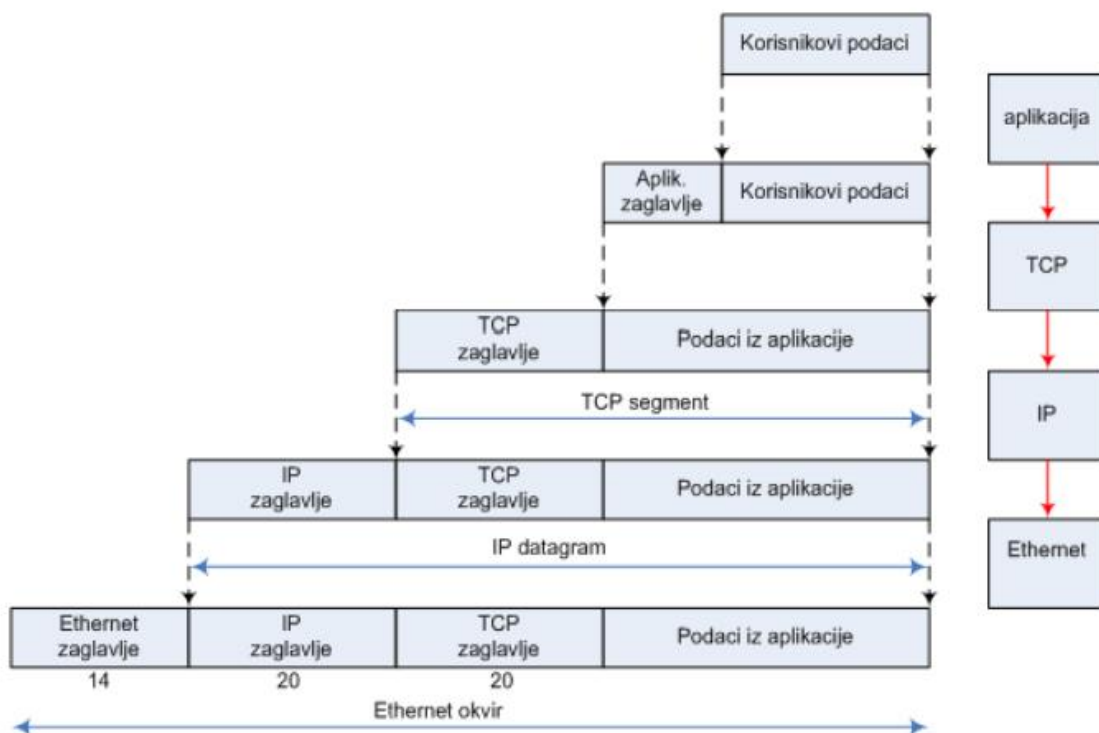 Korisnikovi podaci
aplikacija
Aplik.
zaglavlje
Korisnikovi podaci
TCP
TCP
zaglavlje
Podaci iz aplikacije
TCP segment
IP
IP
zaglavlje
TCP
zaglavlje
Podaci iz aplikacije
IP datagram
Ethernet
Ethernet
zaglavlje
IP
zaglavlje
TCP
zaglavlje
Podaci iz aplikacije
14
20
20
Ethernet okvir